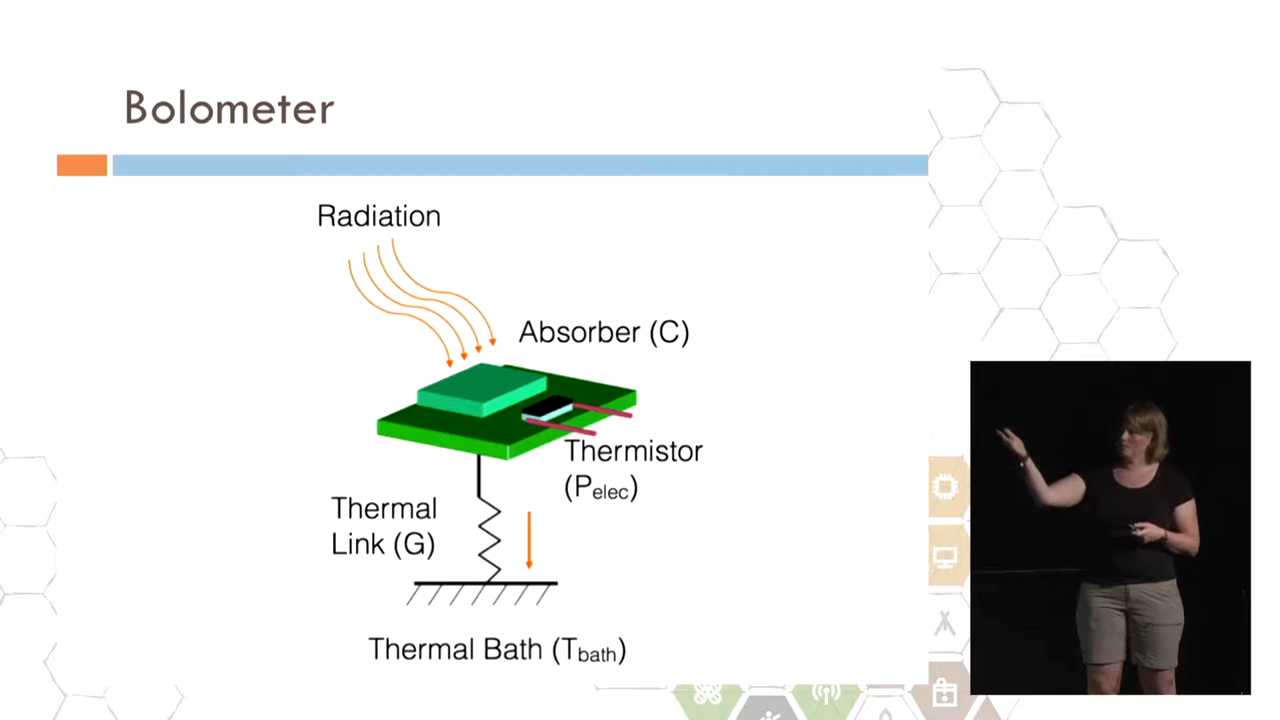 Bolometer
Radiation
Absorber (C)
Thermistor
(Pelec)
Thermal
Link (G)
Thermal Bath (Tbath)